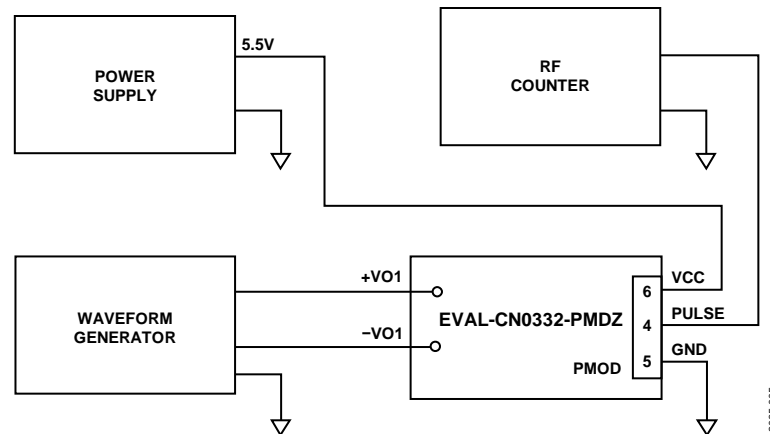 5.5V
POWER
SUPPLY
RF
COUNTER
+VO1
VCC
6
WAVEFORM
GENERATOR
EVAL-CN0332-PMDZ
4
PULSE
−VO1
GND
PMOD
5